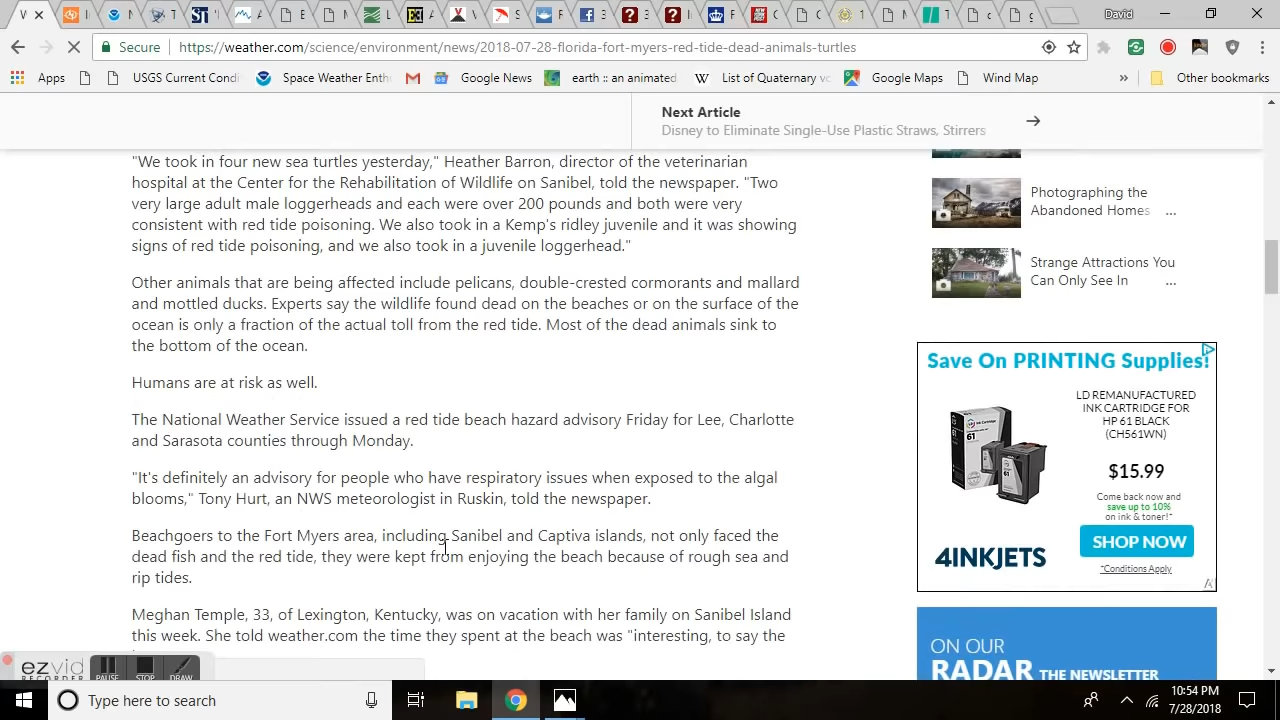 W
N
T
ST
W
A
E
M
L
A
W
S
F
3
3
I
F
C
C
T
N
T
c
g
David
Secure
https://weather.com/science/environment/news/2018-07-28-florida-fort-myers-red-tide-dead-animals-turtles
Apps
USGS Current Condi
Space Weather Enth
Google News
earth :: an animated
List of Quaternary vo
Google Maps
Wind Map
»
Other bookmarks
Next Article
Disney to Eliminate Single-Use Plastic Straws, Stirrers
"We took in four new sea turtles yesterday," Heather Barron, director of the veterinarian
hospital at the Center for the Rehabilitation of Wildlife on Sanibel, told the newspaper. "Two
very large adult male loggerheads and each were over 200 pounds and both were very
consistent with red tide poisoning. We also took in a Kemp's ridley juvenile and it was showing
signs of red tide poisoning, and we also took in a juvenile loggerhead."
Other animals that are being affected include pelicans, double-crested cormorants and mallard
and mottled ducks. Experts say the wildlife found dead on the beaches or on the surface of the
ocean is only a fraction of the actual toll from the red tide. Most of the dead animals sink to
the bottom of the ocean.
Humans are at risk as well.
The National Weather Service issued a red tide beach hazard advisory Friday for Lee, Charlotte
and Sarasota counties through Monday.
"It's definitely an advisory for people who have respiratory issues when exposed to the algal
blooms," Tony Hurt, an NWS meteorologist in Ruskin, told the newspaper.
Beachgoers to the Fort Myers area, including Sanibel and Captiva islands, not only faced the
dead fish and the red tide, they were kept from enjoying the beach because of rough sea and
rip tides.
Meghan Temple, 33, of Lexington, Kentucky, was on vacation with her family on Sanibel Island
this week. She told weather.com the time they spent at the beach was "interesting, to say the
Photographing the
Abandoned Homes ...
Strange Attractions You
Can Only See In ...
Save On PRINTING Supplies!
LD REMANUFACTURED
INK CARTRIDGE FOR
HP 61 BLACK
(CH561WN)
61
61
$15.99
Come back now and
save up to 10%
on ink & toner!*
4INKJETS
SHOP NOW
*Conditions Apply
ON OUR
RADAR THE NEWSLETTER
ezvid
RECORDER
PAUSE
STOP
DRAW
Type here to search
10:54 PM
7/28/2018